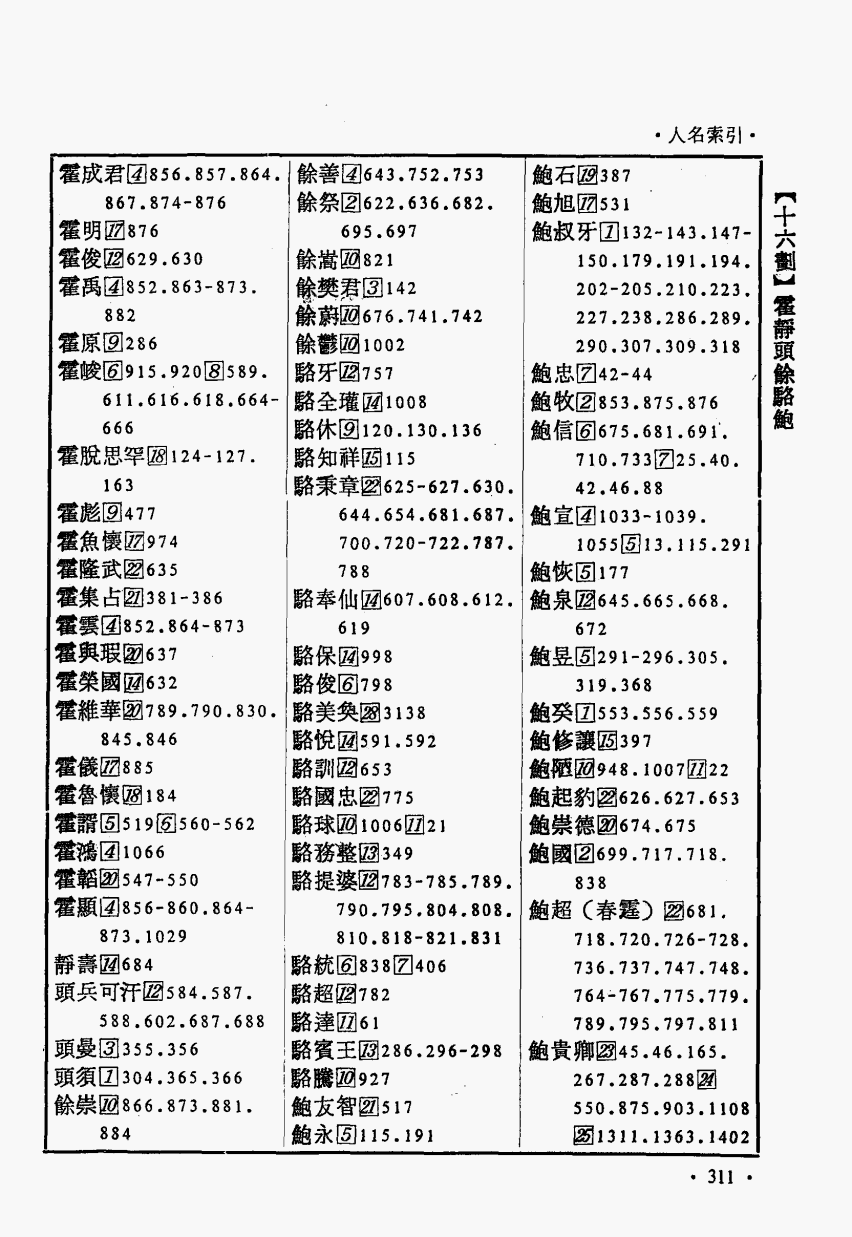 ·人名索引·
霍成君[4]856.857.864.
867.874-876
霍明[17]876
霍俊[12]629.630
霍禹[4]852.863-873.
882
霍原[9]286
霍峻[6]915.920[8]589.
611.616.618.664-
666
霍脫思罕[18]124-127.
163
霍彪[9]477
霍魚懷[17]974
霍隆武[22]635
霍集占[21]381-386
霍雲[4]852.864-873
霍與瑕[20]637
霍榮國[14]632
霍維華[20]789.790.830.
845.846
霍儀[17]885
霍魯懷[18]184
霍諝[5]519[6]560-562
霍鴻[4]1066
霍韜[20]547-550
霍顯[4]856-860.864-
873.1029
靜壽[14]684
頭兵可汗[12]584.587.
588.602.687.688
頭曼[3]355.356
頭須[1]304.365.366
餘崇[10]866.873.881.
884
餘善[4]643.752.753
餘祭[2]622.636.682.
695.697
餘嵩[10]821
餘樊君[3]142
餘蔚[10]676.741.742
餘鬱[10]1002
駱牙[12]757
駱全瓘[14]1008
駱休[9]120.130.136
駱知祥[15]115
駱秉章[22]625-627.630.
644.654.681.687.
700.720-722.787.
788
駱奉仙[14]607.608.612.
619
駱保[14]998
駱俊[6]798
駱美奐[28]3138
駱悅[14]591.592
駱訓[12]653
駱國忠[22]775
駱球[10]1006[11]21
駱務整[13]349
駱提婆[12]783-785.789.
790.795.804.808.
810.818-821.831
駱統[6]838[7]406
駱超[12]782
駱達[11]61
駱賓王[13]286.296-298
駱騰[10]927
鮑友智[21]517
鮑永[5]115.191
鮑石[19]387
鮑旭[17]531
鮑叔牙[1]132-143.147-
150.179.191.194.
202-205.210.223.
227.238.286.289.
290.307.309.318
鮑忠[7]42-44
鮑牧[2]853.875.876
鮑信[6]675.681.691.
710.733[7]25.40.
42.46.88
鮑宣[4]1033-1039.
1055[5]13.115.291
鮑恢[5]177
鮑泉[12]645.665.668.
672
鮑昱[5]291-296.305.
319.368
鮑癸[1]553.556.559
鮑修讓[15]397
鮑陋[10]948.1007[11]22
鮑起豹[22]626.627.653
鮑崇德[20]674.675
鮑國[2]699.717.718.
838
鮑超（春霆）[22]681.
718.720.726-728.
736.737.747.748.
764-767.775.779.
789.795.797.811
鮑貴卿[23]45.46.165.
267.287.288[24]
550.875.903.1108
[25]1311.1363.1402
【十六劃】霍靜頭餘駱鮑
·311·